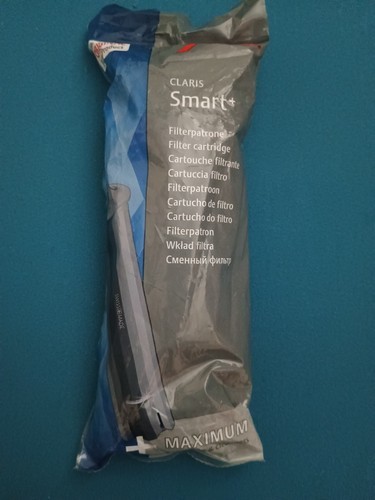 CLARIS
Smart+
Filterpatrone
Filter cartridge
Cartouche filtrante
Cartuccia filtro
Filterpatroon
Cartucho de filtro
Cartucho do filtro
Filterpatron
Wkład filtra
Сменный фильтр
+ MAXIMUM